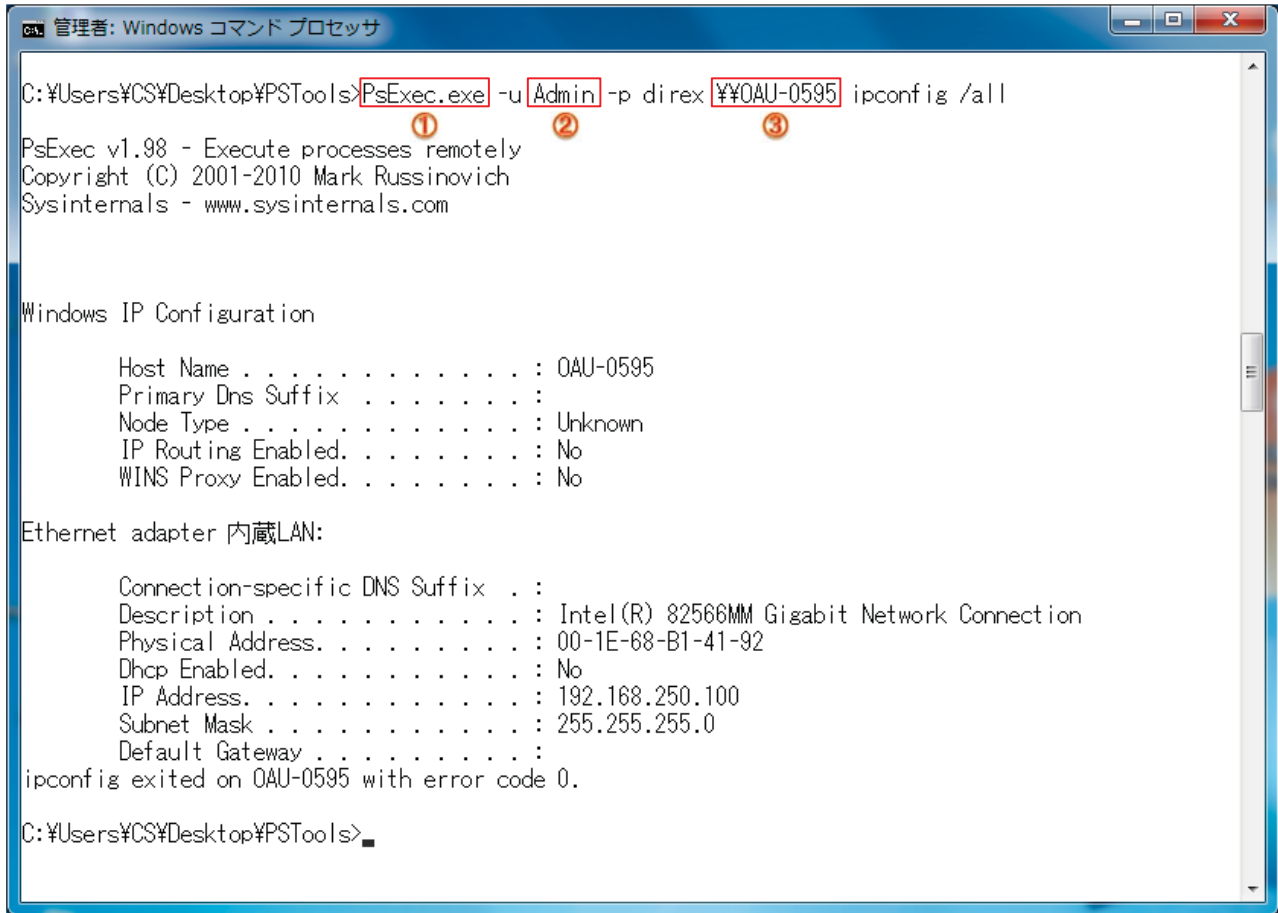 管理者: Windows コマンド プロセッサ
C:¥Users¥CS¥Desktop¥PSTools>PsExec.exe -u Admin -p direx ¥¥OAU-0595 ipconfig /all
① ② ③
PsExec v1.98 - Execute processes remotely
Copyright (C) 2001-2010 Mark Russinovich
Sysinternals - www.sysinternals.com
Windows IP Configuration
Host Name . . . . . . . . . . . . : OAU-0595
Primary Dns Suffix . . . . . . . :
Node Type . . . . . . . . . . . . : Unknown
IP Routing Enabled. . . . . . . . : No
WINS Proxy Enabled. . . . . . . . : No
Ethernet adapter 内蔵LAN:
Connection-specific DNS Suffix . :
Description . . . . . . . . . . . : Intel(R) 82566MM Gigabit Network Connection
Physical Address. . . . . . . . . : 00-1E-68-B1-41-92
Dhcp Enabled. . . . . . . . . . . : No
IP Address. . . . . . . . . . . . : 192.168.250.100
Subnet Mask . . . . . . . . . . . : 255.255.255.0
Default Gateway . . . . . . . . . :
ipconfig exited on OAU-0595 with error code 0.
C:¥Users¥CS¥Desktop¥PSTools>